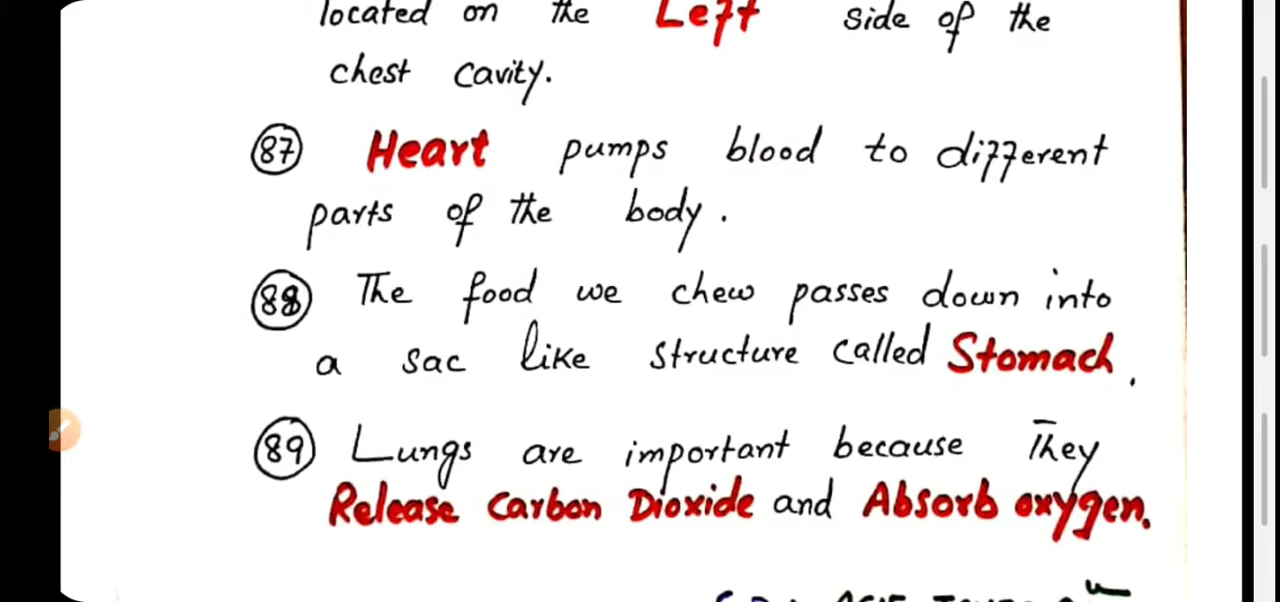 located on the Left side of the
chest cavity.
87 Heart pumps blood to different
parts of the body.
88 The food we chew passes down into
a sac like structure called Stomach.
89 Lungs are important because They
Release Carbon Dioxide and Absorb oxygen.